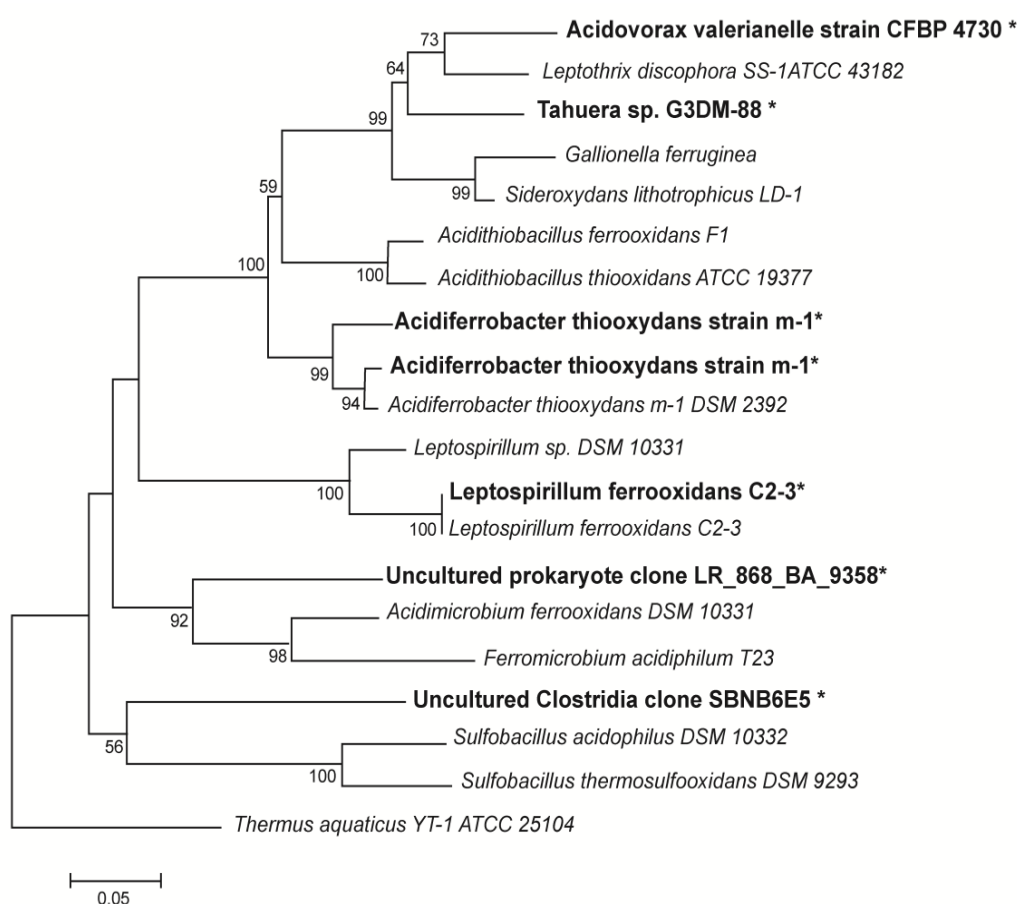 Acidovorax valerianelle strain CFBP 4730 *
73
64
Leptothrix discophora SS-1ATCC 43182
Tahuera sp. G3DM-88 *
99
Gallionella ferruginea
59
99
Sideroxydans lithotrophicus LD-1
Acidithiobacillus ferrooxidans F1
100
100
Acidithiobacillus thiooxidans ATCC 19377
Acidiferrobacter thiooxydans strain m-1*
99
Acidiferrobacter thiooxydans strain m-1*
94
Acidiferrobacter thiooxydans m-1 DSM 2392
Leptospirillum sp. DSM 10331
100
Leptospirillum ferrooxidans C2-3*
100
Leptospirillum ferrooxidans C2-3
Uncultured prokaryote clone LR_868_BA_9358*
92
Acidimicrobium ferrooxidans DSM 10331
98
Ferromicrobium acidiphilum T23
Uncultured Clostridia clone SBNB6E5 *
56
Sulfobacillus acidophilus DSM 10332
100
Sulfobacillus thermosulfooxidans DSM 9293
Thermus aquaticus YT-1 ATCC 25104
0.05